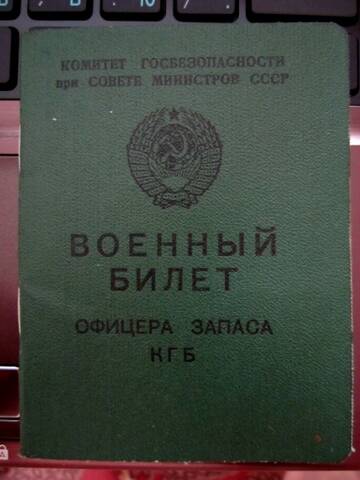 КОМИТЕТ ГОСБЕЗОПАСНОСТИ
при СОВЕТЕ МИНИСТРОВ СССР
ВОЕННЫЙ
БИЛЕТ
ОФИЦЕРА ЗАПАСА
КГБ